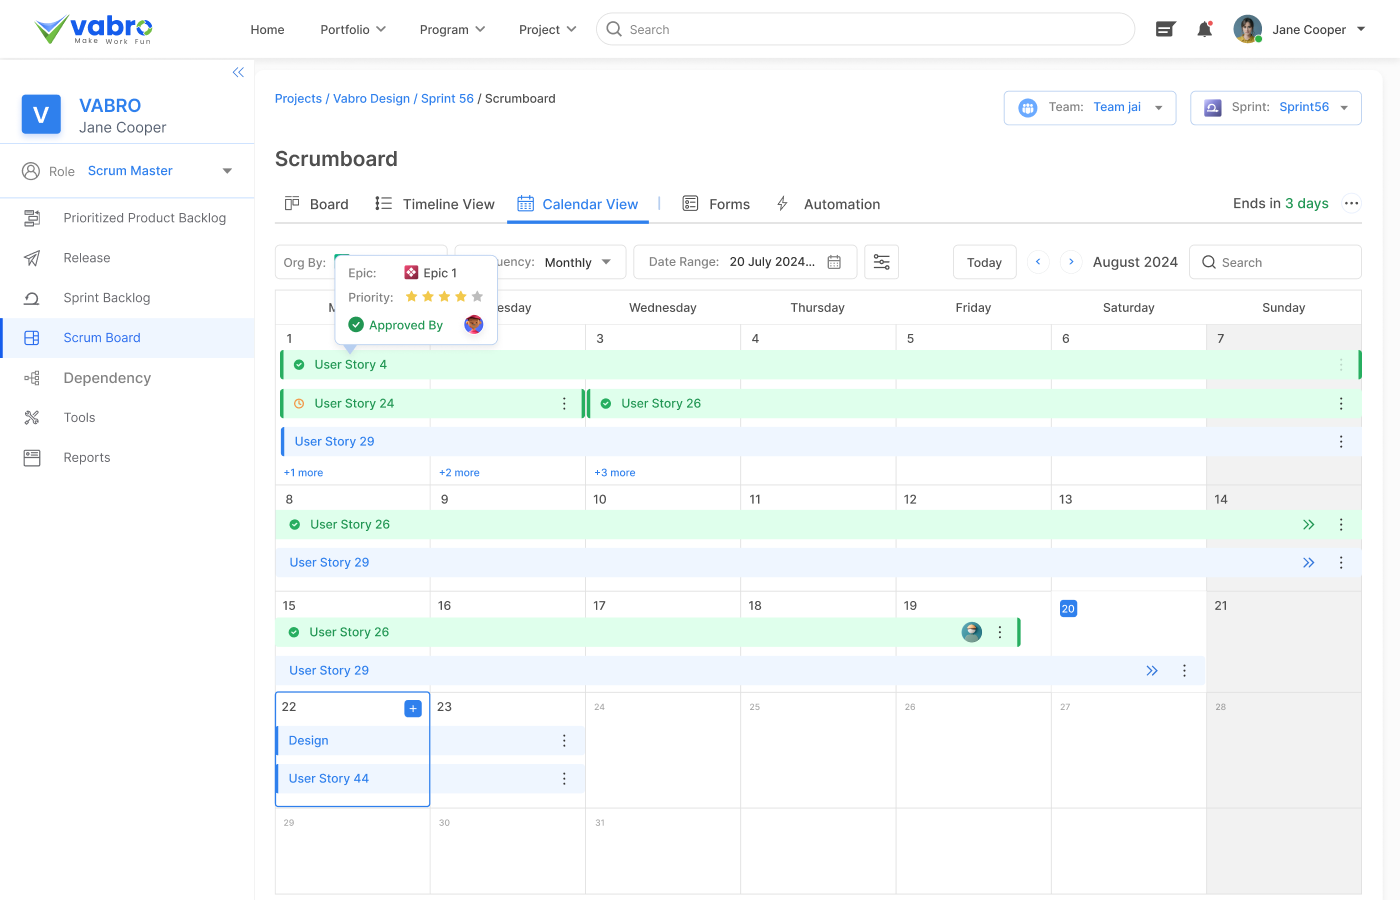 vabro
Make Work Fun
Home
Portfolio
Program
Project
Search
Jane Cooper
V
VABRO
Jane Cooper
Role
Scrum Master
Prioritized Product Backlog
Release
Sprint Backlog
Scrum Board
Dependency
Tools
Reports
Projects / Vabro Design / Sprint 56 / Scrumboard
Team: Team jai
Sprint: Sprint56
Scrumboard
Board
Timeline View
Calendar View
Forms
Automation
Ends in 3 days
Org By:
uency: Monthly
Date Range: 20 July 2024...
Today
August 2024
Search
Epic: Epic 1
Priority:
Approved By
M
esday
Wednesday
Thursday
Friday
Saturday
Sunday
1
3
4
5
6
7
User Story 4
User Story 24
User Story 26
User Story 29
+1 more
+2 more
+3 more
8
9
10
11
12
13
14
User Story 26
User Story 29
15
16
17
18
19
20
21
User Story 26
User Story 29
22
+
23
24
25
26
27
28
Design
User Story 44
29
30
31